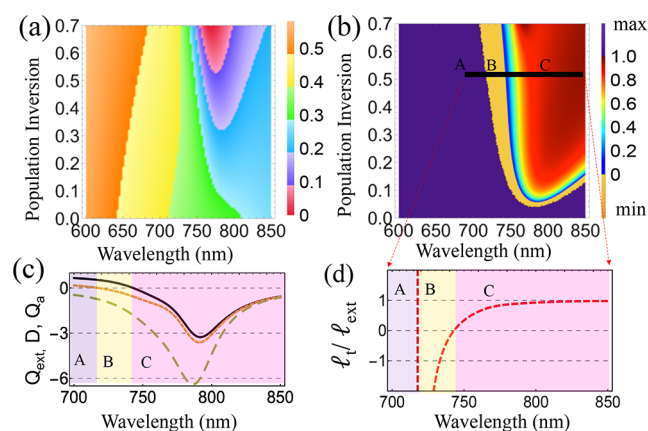 (a)
Population Inversion
0.7
0.6
0.5
0.4
0.3
0.2
0.1
0.0
600 650 700 750 800 850
Wavelength (nm)
0.5
0.4
0.3
0.2
0.1
0
(b)
Population Inversion
0.7
0.6
0.5
0.4
0.3
0.2
0.1
0.0
A B C
600 650 700 750 800 850
Wavelength (nm)
max
1.0
0.8
0.6
0.4
0.2
0
min
(c)
Q_ext, D, Q_a
0
-3
-6
A B C
700 750 800 850
Wavelength (nm)
(d)
ℓ_t / ℓ_ext
1
0
-1
A B C
700 750 800 850
Wavelength (nm)